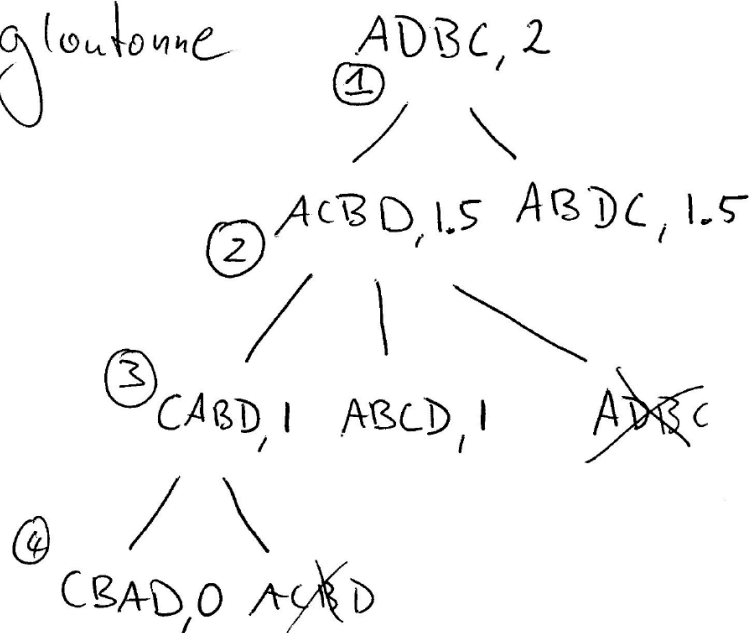 gloutonne ADBC, 2
1
ACBD, 1.5 ABDC, 1.5
2
3
CABD, 1 ABCD, 1 ADBC
4
CBAD, 0 ACBD